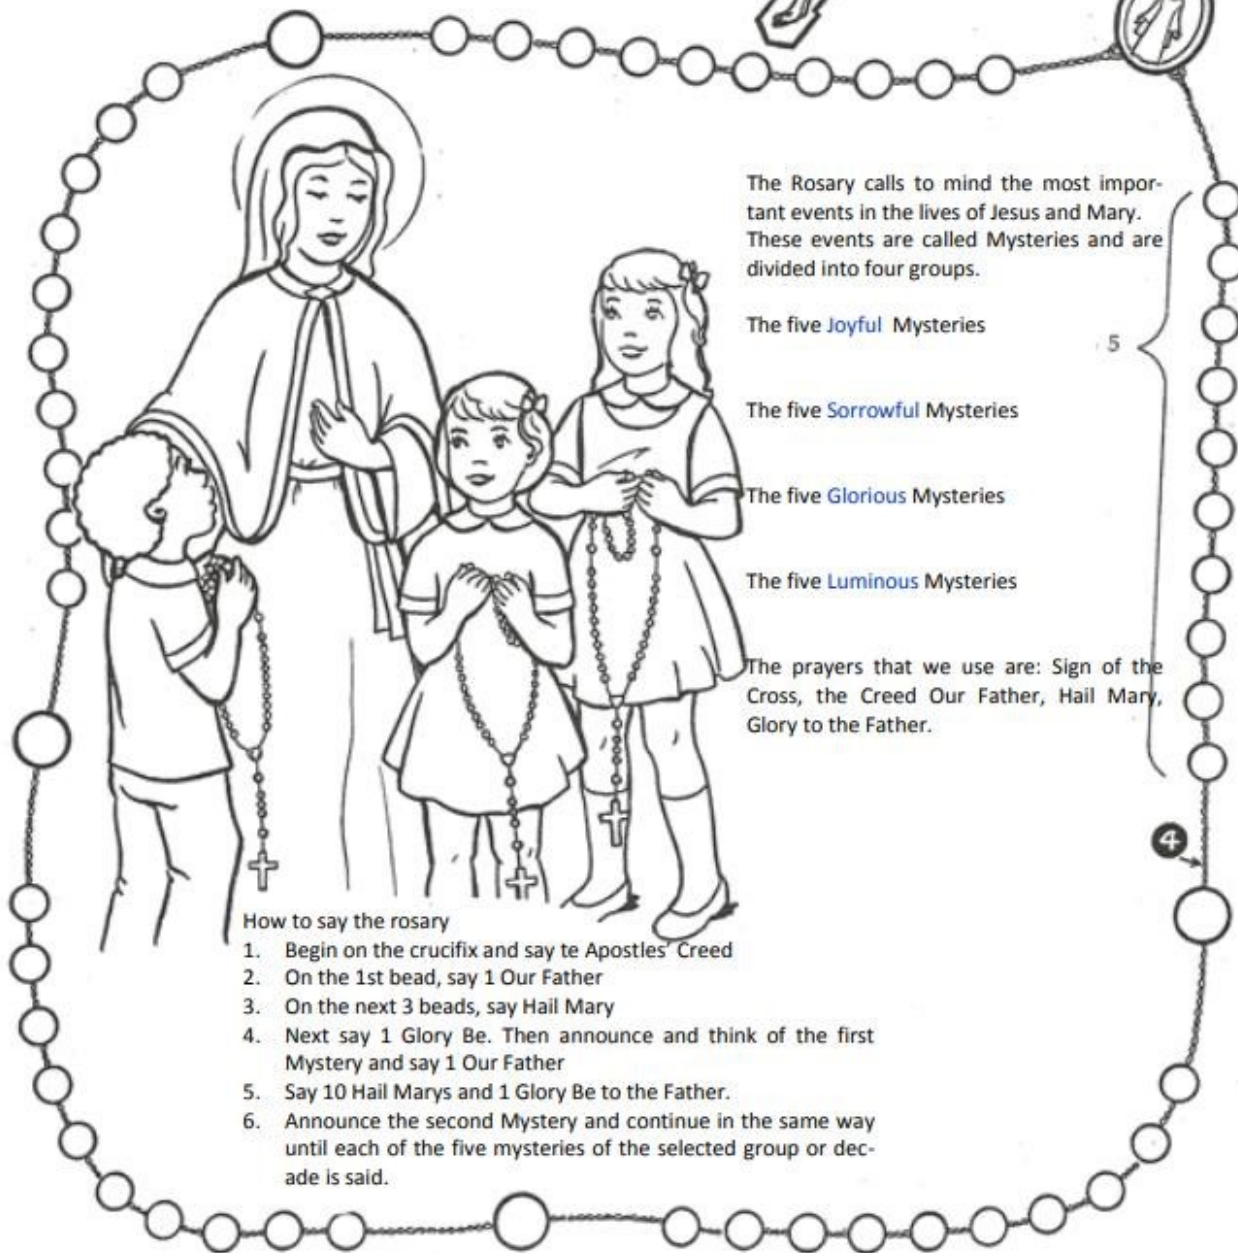 The Rosary calls to mind the most impor-
tant events in the lives of Jesus and Mary.
These events are called Mysteries and are
divided into four groups.
The five Joyful Mysteries
5
The five Sorrowful Mysteries
The five Glorious Mysteries
The five Luminous Mysteries
The prayers that we use are: Sign of the
Cross, the Creed Our Father, Hail Mary,
Glory to the Father.
4
How to say the rosary
1. Begin on the crucifix and say te Apostles' Creed
2. On the 1st bead, say 1 Our Father
3. On the next 3 beads, say Hail Mary
4. Next say 1 Glory Be. Then announce and think of the first
Mystery and say 1 Our Father
5. Say 10 Hail Marys and 1 Glory Be to the Father.
6. Announce the second Mystery and continue in the same way
until each of the five mysteries of the selected group or dec-
ade is said.